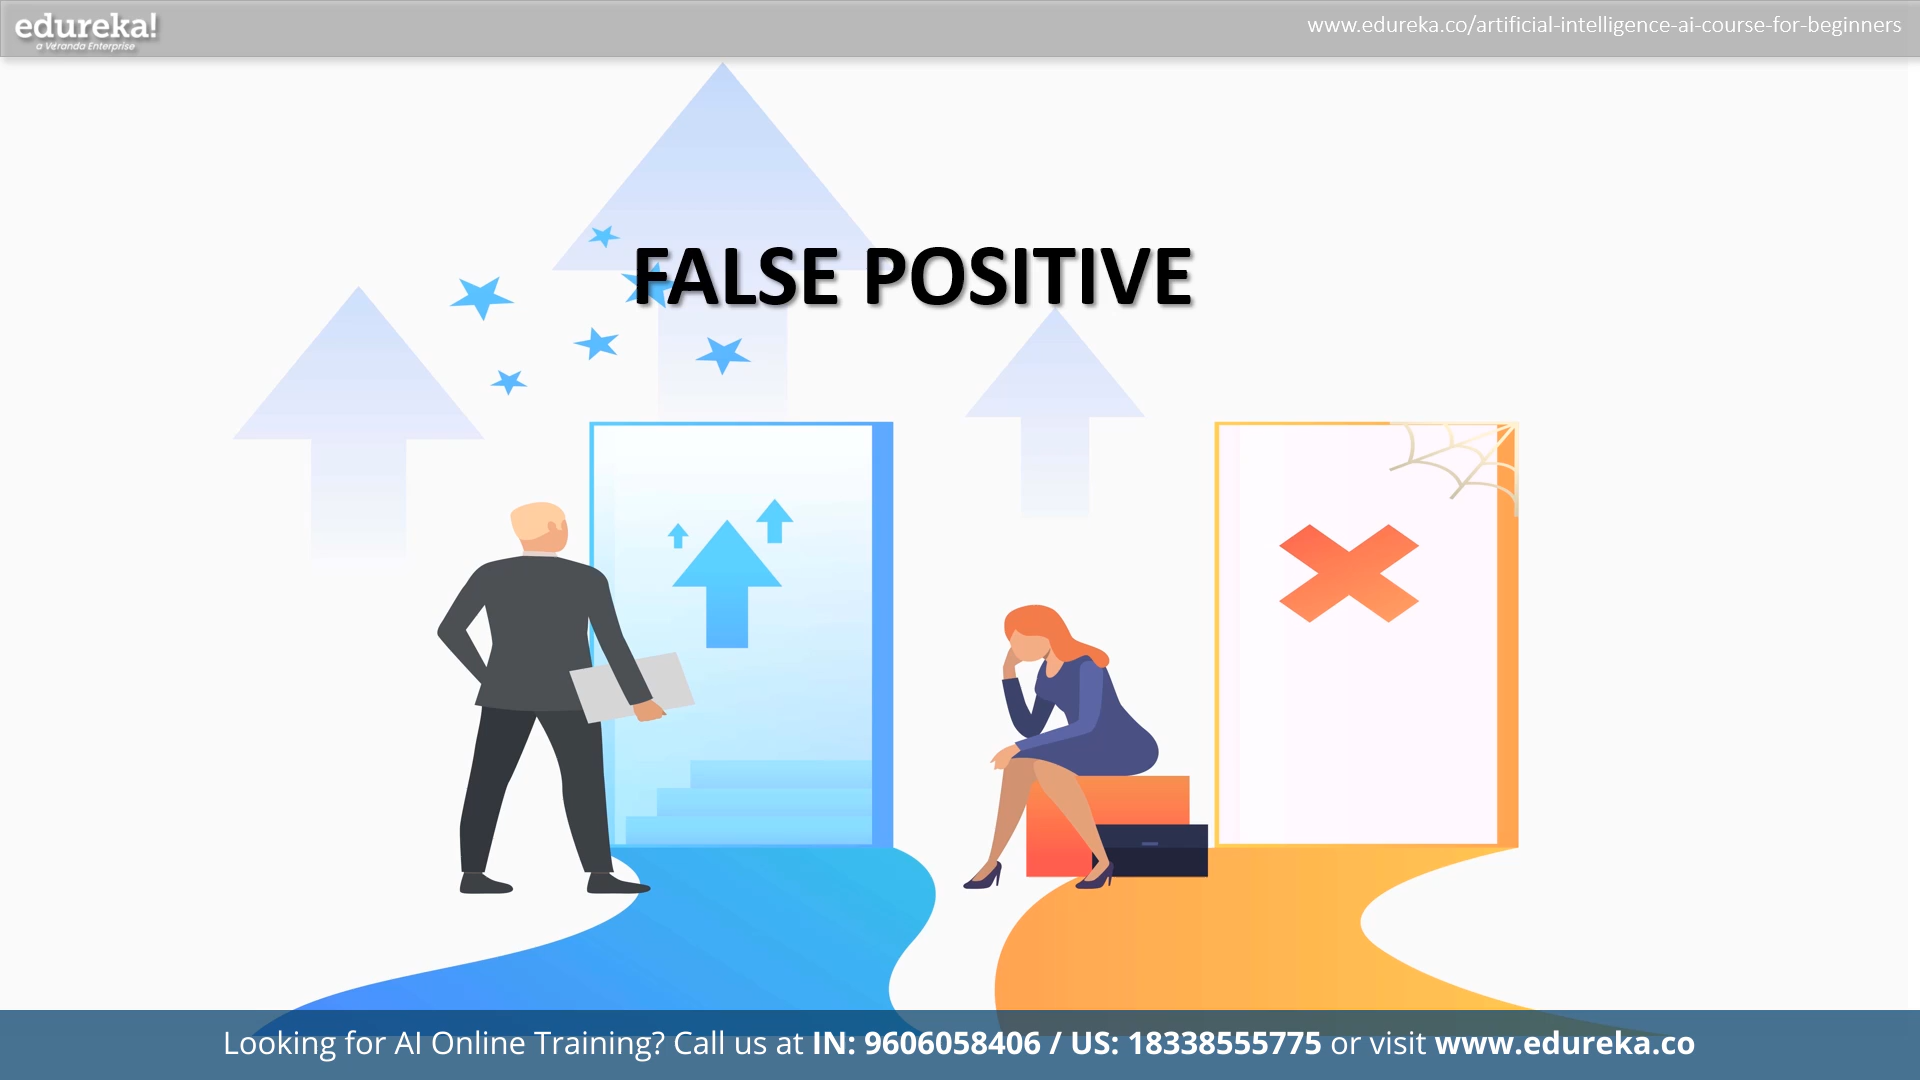 edureka!
a Veranda Enterprise
www.edureka.co/artificial-intelligence-ai-course-for-beginners
FALSE POSITIVE
Looking for AI Online Training? Call us at IN: 9606058406 / US: 18338555775 or visit www.edureka.co